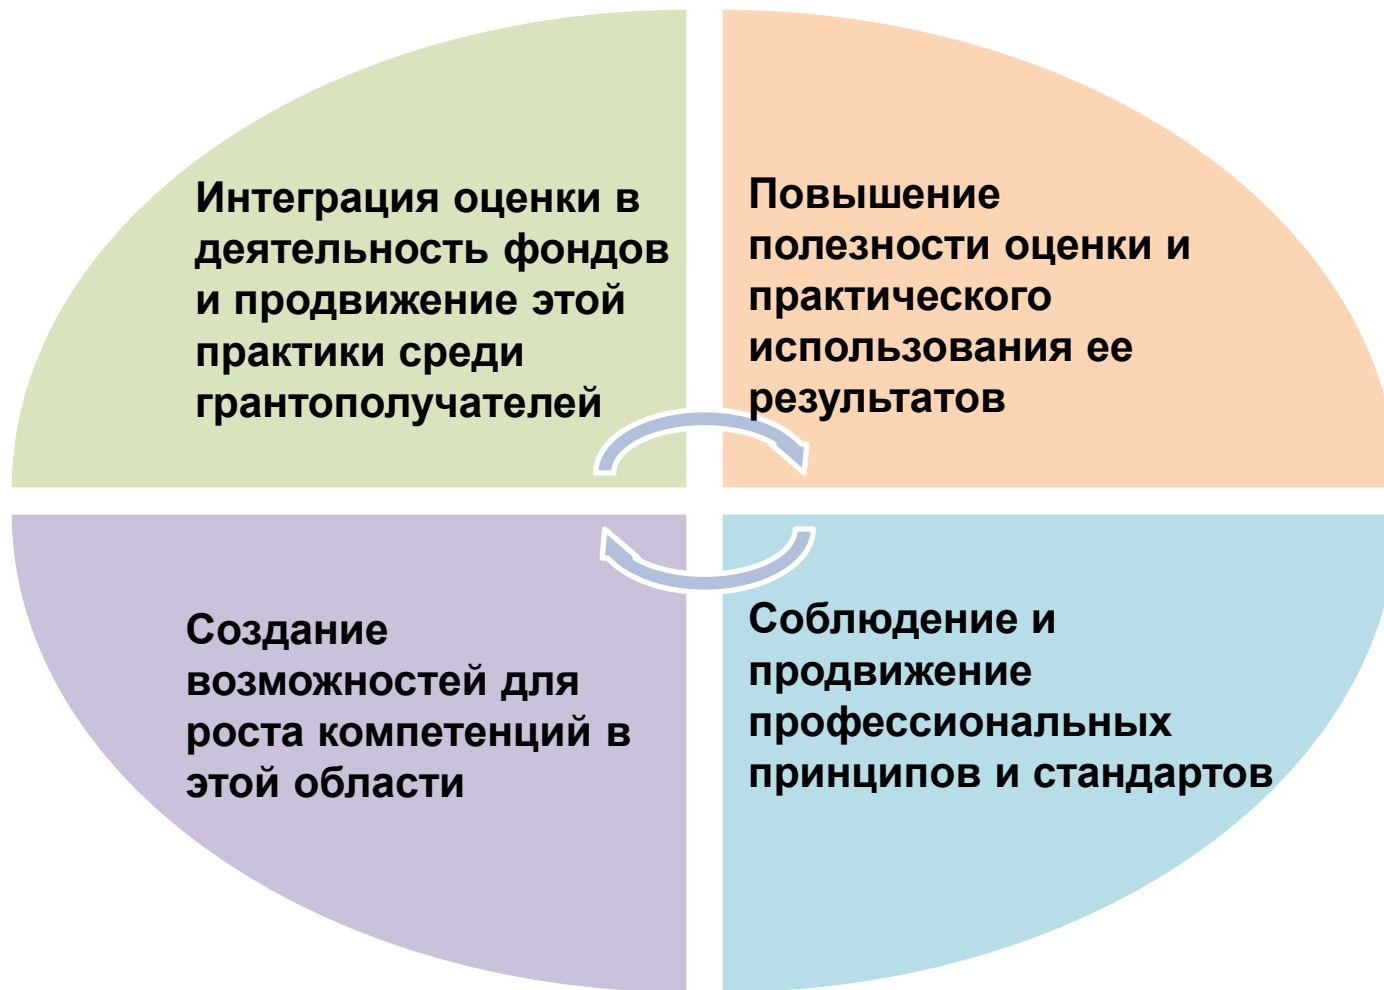 Интеграция оценки в
деятельность фондов
и продвижение этой
практики среди
грантополучателей
Повышение
полезности оценки и
практического
использования ее
результатов
Создание
возможностей для
роста компетенций в
этой области
Соблюдение и
продвижение
профессиональных
принципов и стандартов